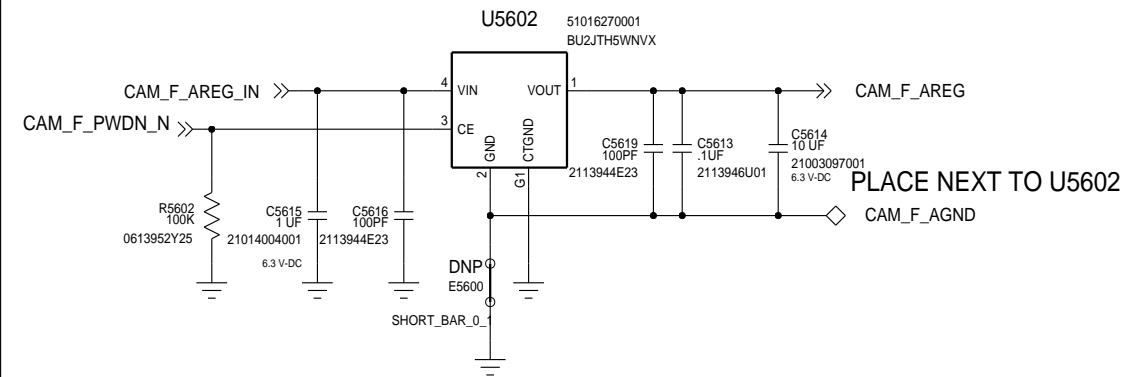 U5602
51016270001
BU2JTH5WNVX
CAM_F_AREG_IN
4
VIN
VOUT
1
CAM_F_AREG
CAM_F_PWDN_N
3
CE
GND
CTGND
2
G1
C5619
100PF
2113944E23
C5613
.1UF
2113946U01
C5614
10 UF
21003097001
6.3 V-DC
PLACE NEXT TO U5602
CAM_F_AGND
R5602
100K
0613952Y25
C5615
1 UF
21014004001
6.3 V-DC
C5616
100PF
2113944E23
DNP
E5600
SHORT_BAR_0_1